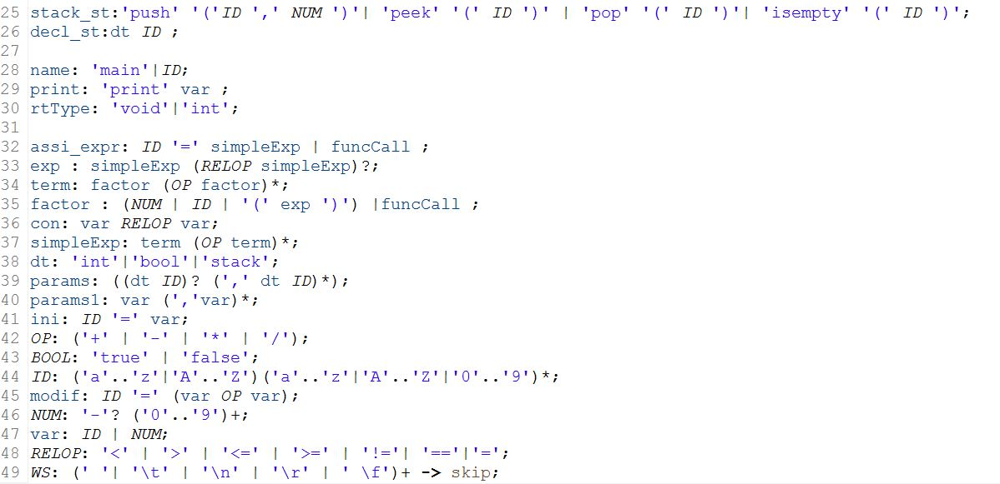 25 stack_st:'push' '('ID ',' NUM ')'| 'peek' '(' ID ')' | 'pop' '(' ID ')'| 'isempty' '(' ID ')';
26 decl_st:dt ID ;
27
28 name: 'main'|ID;
29 print: 'print' var ;
30 rtType: 'void'|'int';
31
32 assi_expr: ID '=' simpleExp | funcCall ;
33 exp : simpleExp (RELOP simpleExp)?;
34 term: factor (OP factor)*;
35 factor : (NUM | ID | '(' exp ')') |funcCall ;
36 con: var RELOP var;
37 simpleExp: term (OP term)*;
38 dt: 'int'|'bool'|'stack';
39 params: ((dt ID)? (',' dt ID)*);
40 params1: var (','var)*;
41 ini: ID '=' var;
42 OP: ('+' | '-' | '*' | '/');
43 BOOL: 'true' | 'false';
44 ID: ('a'..'z'|'A'..'Z')('a'..'z'|'A'..'Z'|'0'..'9')*;
45 modif: ID '=' (var OP var);
46 NUM: '-'? ('0'..'9')+;
47 var: ID | NUM;
48 RELOP: '<' | '>' | '<=' | '>=' | '!='| '=='|'=';
49 WS: (' '| '\t' | '\n' | '\r' | ' \f')+ -> skip;